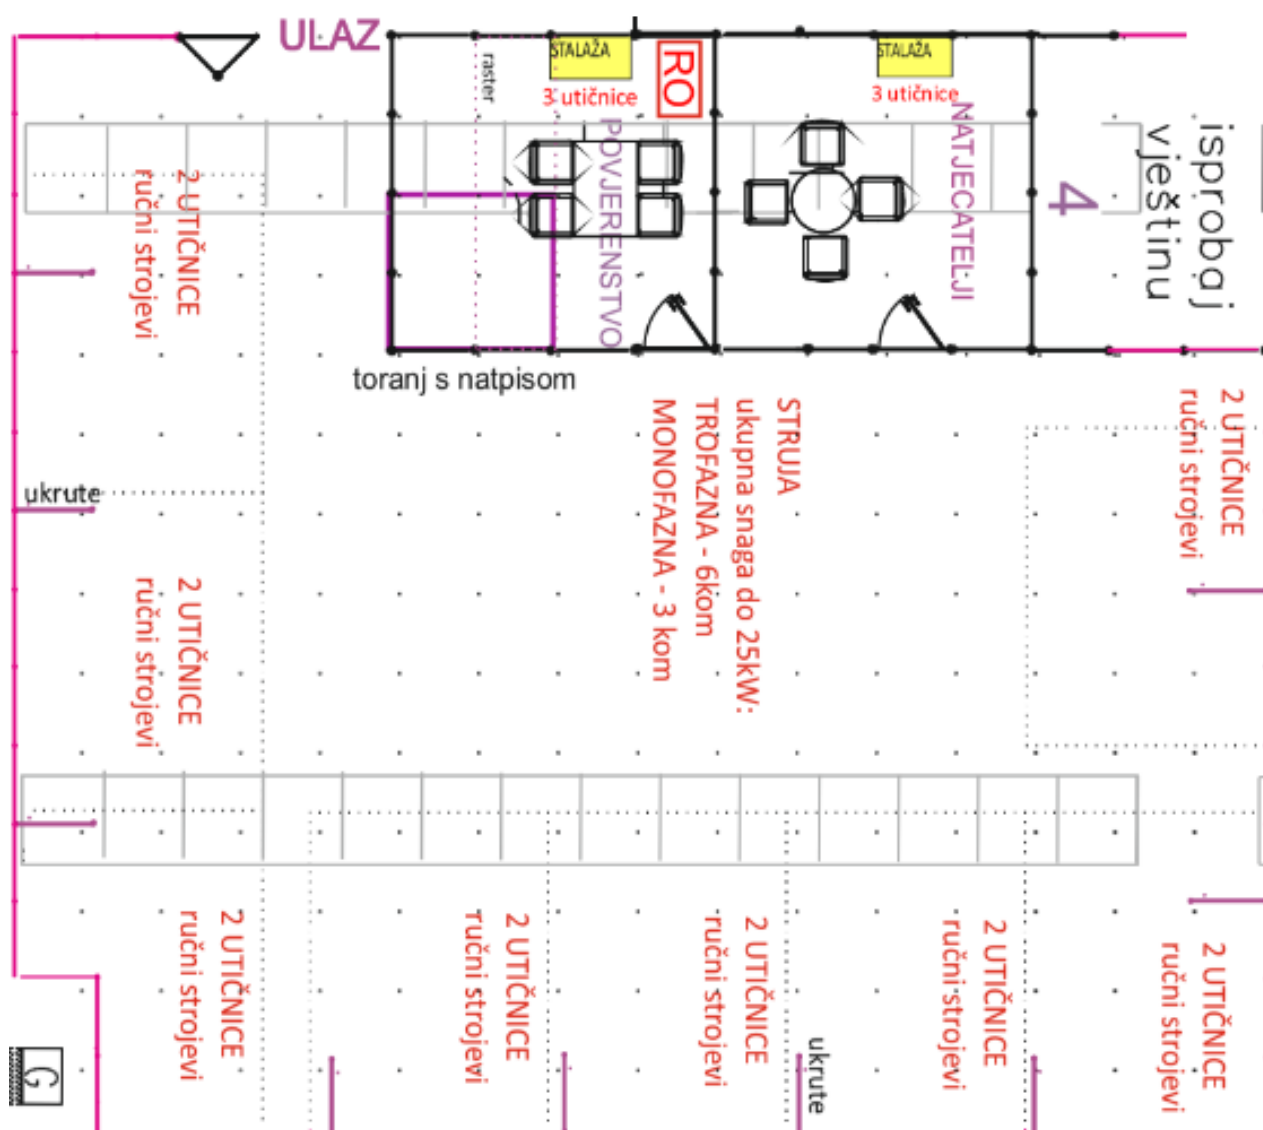 ULAZ
raster
STALAŽA
3 utičnice
RO
POVJERENSTVO
STALAŽA
3 utičnice
NATJECATELJI
4
isprobaj
vještinu
2 UTIČNICE
ručni strojevi
toranj s natpisom
STRUJA
ukupna snaga do 25kW:
TROFAZNA - 6kom
MONOFAZNA - 3 kom
2 UTIČNICE
ručni strojevi
ukrute
2 UTIČNICE
ručni strojevi
2 UTIČNICE
ručni strojevi
2 UTIČNICE
ručni strojevi
2 UTIČNICE
ručni strojevi
2 UTIČNICE
ručni strojevi
2 UTIČNICE
ručni strojevi
ukrute
G